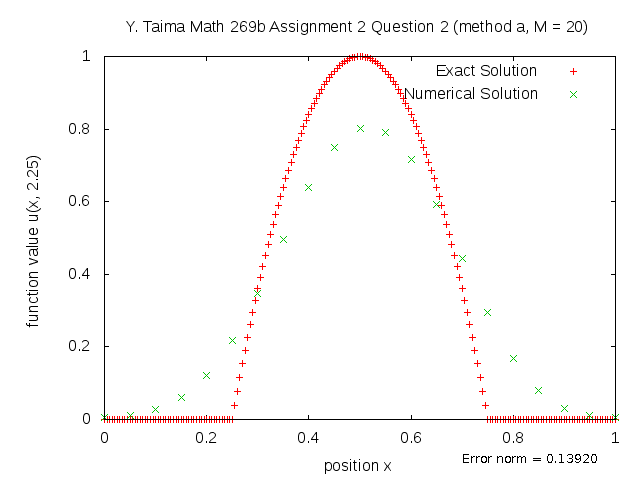 Y. Taima Math 269b Assignment 2 Question 2 (method a, M = 20)
Exact Solution
Numerical Solution
function value u(x, 2.25)
1
0.8
0.6
0.4
0.2
0
0 0.2 0.4 0.6 0.8 1
position x
Error norm = 0.13920